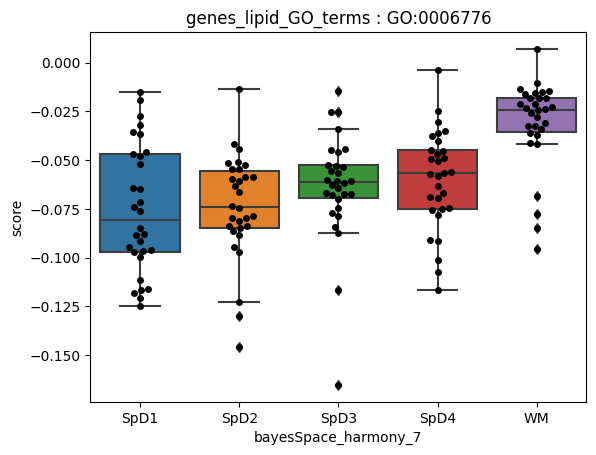 genes_lipid_GO_terms : GO:0006776
0.000
−0.025
−0.050
−0.075
−0.100
−0.125
−0.150
score
SpD1 SpD2 SpD3 SpD4 WM
bayesSpace_harmony_7